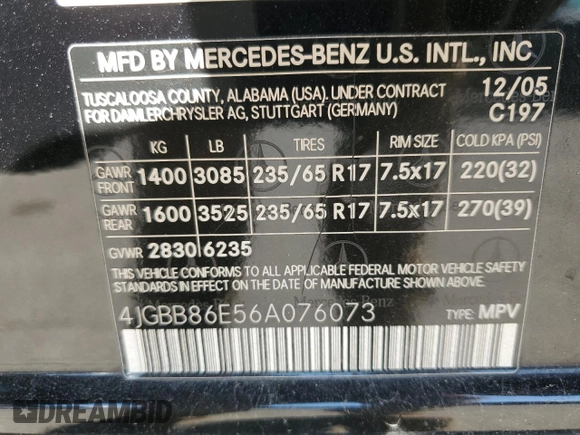 MFD BY MERCEDES-BENZ U.S. INTL., INC
TUSCALOOSA COUNTY, ALABAMA (USA). UNDER CONTRACT 12/05
FOR DAIMLERCHRYSLER AG, STUTTGART (GERMANY) C197
KG LB TIRES RIM SIZE COLD KPA (PSI)
GAWR FRONT 1400 3085 235/65 R17 7.5x17 220(32)
GAWR REAR 1600 3525 235/65 R17 7.5x17 270(39)
GVWR 2830 6235
THIS VEHICLE CONFORMS TO ALL APPLICABLE FEDERAL MOTOR VEHICLE SAFETY
STANDARDS IN EFFECT ON THE DATE OF MANUFACTURE SHOWN ABOVE.
4JGBB86E56A076073 TYPE: MPV
Mercedes-Benz
DREAMBID